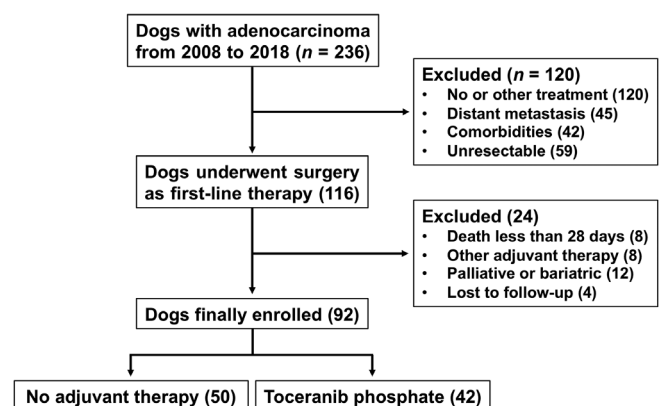 Dogs with adenocarcinoma
from 2008 to 2018 (n = 236)
Excluded (n = 120)
• No or other treatment (120)
• Distant metastasis (45)
• Comorbidities (42)
• Unresectable (59)
Dogs underwent surgery
as first-line therapy (116)
Excluded (24)
• Death less than 28 days (8)
• Other adjuvant therapy (8)
• Palliative or bariatric (12)
• Lost to follow-up (4)
Dogs finally enrolled (92)
No adjuvant therapy (50)
Toceranib phosphate (42)